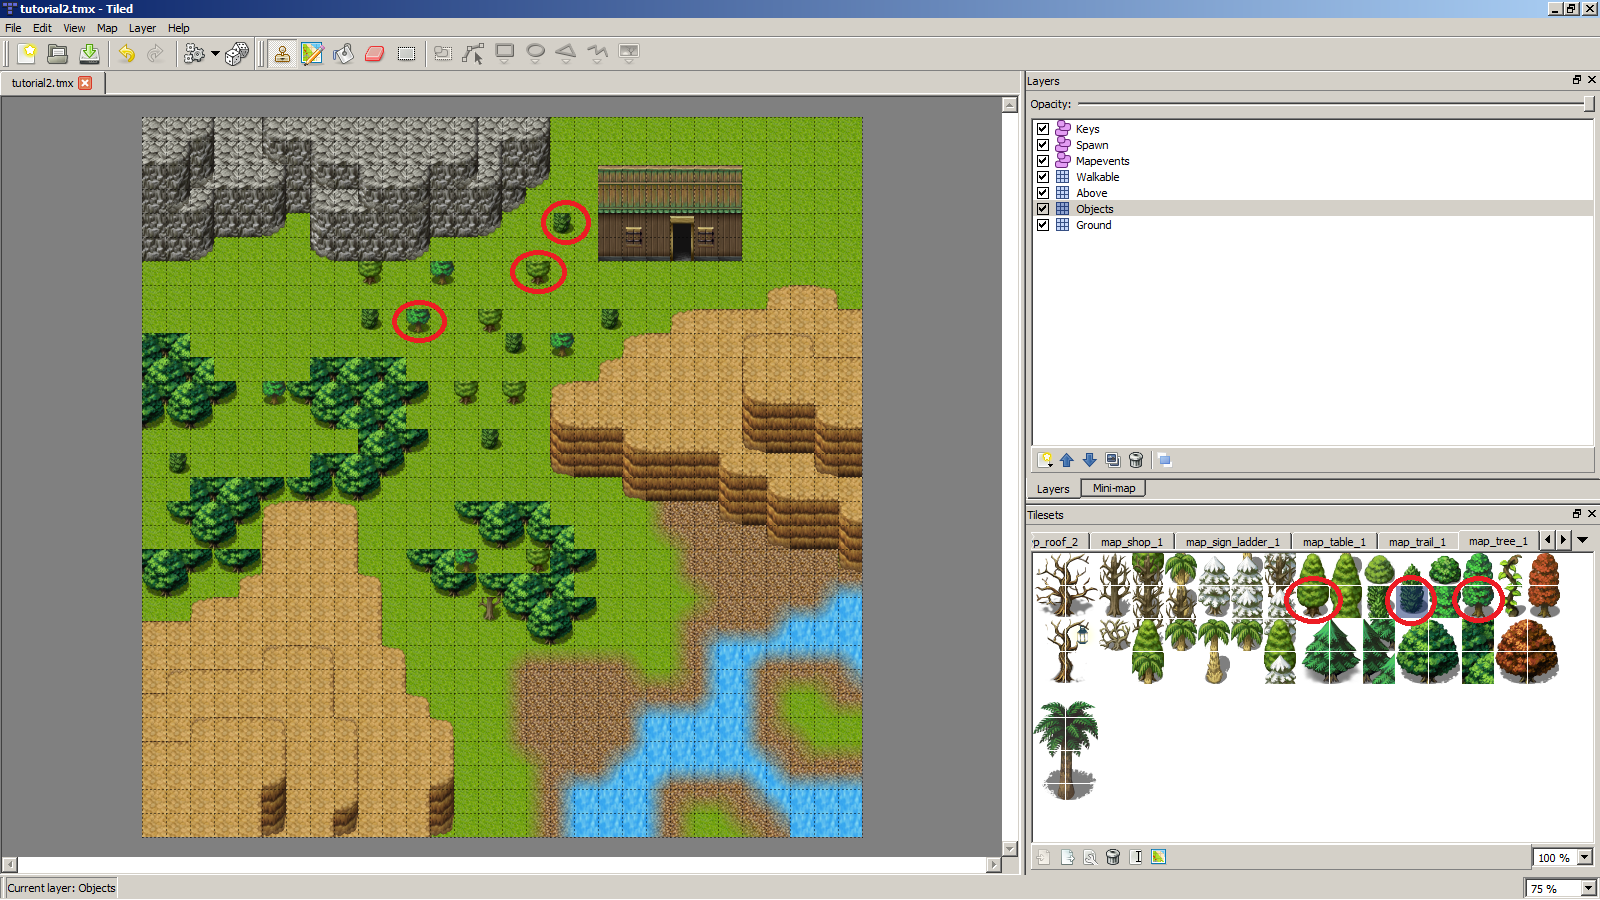 tutorial2.tmx - Tiled
File Edit View Map Layer Help
tutorial2.tmx
Layers
Opacity:
Keys
Spawn
Mapevents
Walkable
Above
Objects
Ground
Layers Mini-map
Tilesets
p_roof_2 map_shop_1 map_sign_ladder_1 map_table_1 map_trail_1 map_tree_1
100 %
Current layer: Objects
75 %